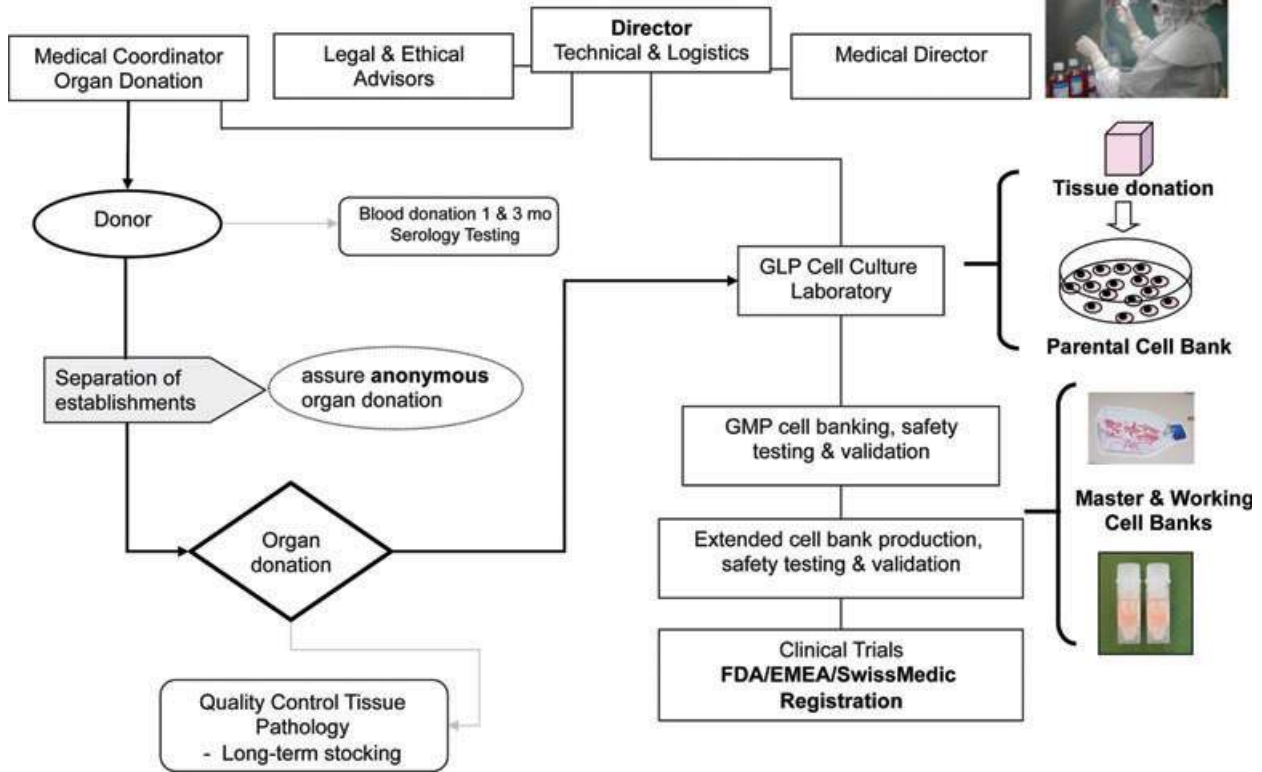 Director
Technical & Logistics
Medical Coordinator
Organ Donation
Legal & Ethical
Advisors
Medical Director
Donor
Blood donation 1 & 3 mo
Serology Testing
Tissue donation
GLP Cell Culture
Laboratory
Parental Cell Bank
Separation of
establishments
assure anonymous
organ donation
GMP cell banking, safety
testing & validation
Master & Working
Cell Banks
Organ
donation
Extended cell bank production,
safety testing & validation
Clinical Trials
FDA/EMEA/SwissMedic
Registration
Quality Control Tissue
Pathology
- Long-term stocking